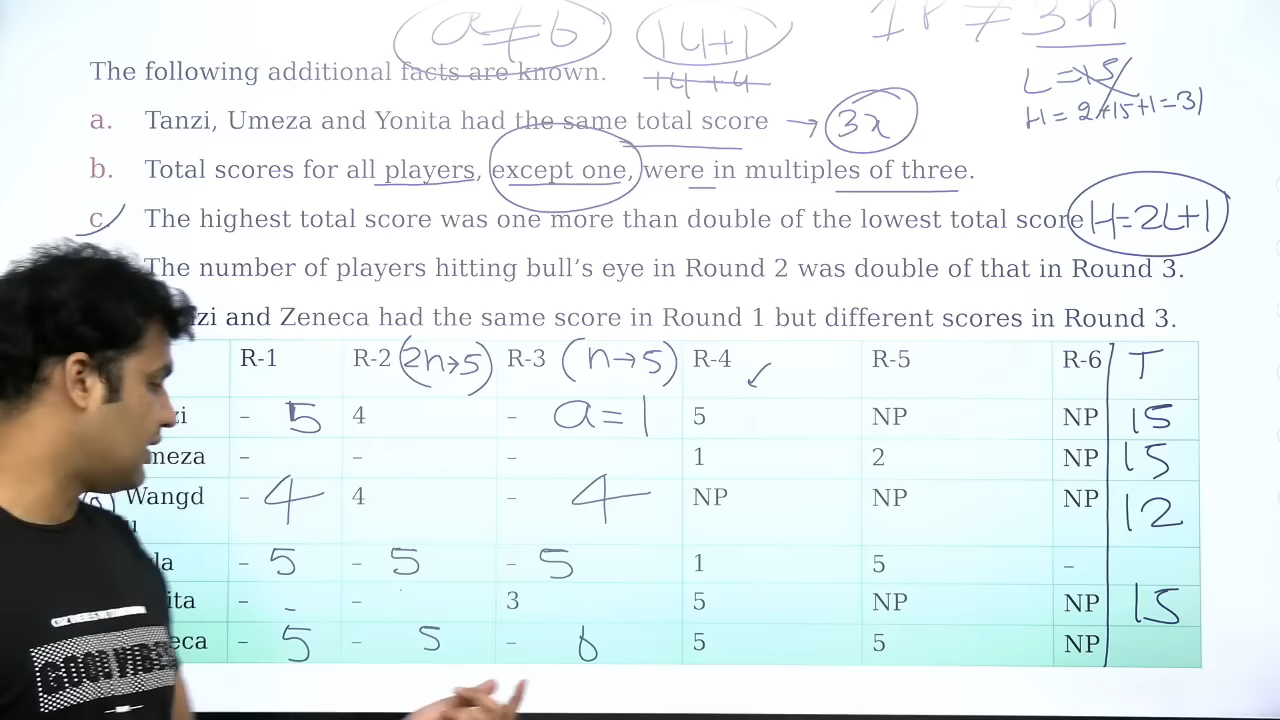 a≠b 14+1 1P ≠ 3n
The following additional facts are known. 14+4 L=15
a. Tanzi, Umeza and Yonita had the same total score → 3x H = 2×15+1=31
b. Total scores for all players, except one, were in multiples of three.
c The highest total score was one more than double of the lowest total score H=2L+1
The number of players hitting bull's eye in Round 2 was double of that in Round 3.
zi and Zeneca had the same score in Round 1 but different scores in Round 3.
R-1 R-2 (2n→5) R-3 (n→5) R-4 R-5 R-6 T
zi – 5 4 – a=1 5 NP NP 15
meza – – – 1 2 NP 15
Wangd – 4 4 – 4 NP NP NP 12
u
la – 5 – 5 – 5 1 5 –
ita – - – 3 5 NP NP 15
eca – 5 – 5 – b 5 5 NP
GOOD VIBES